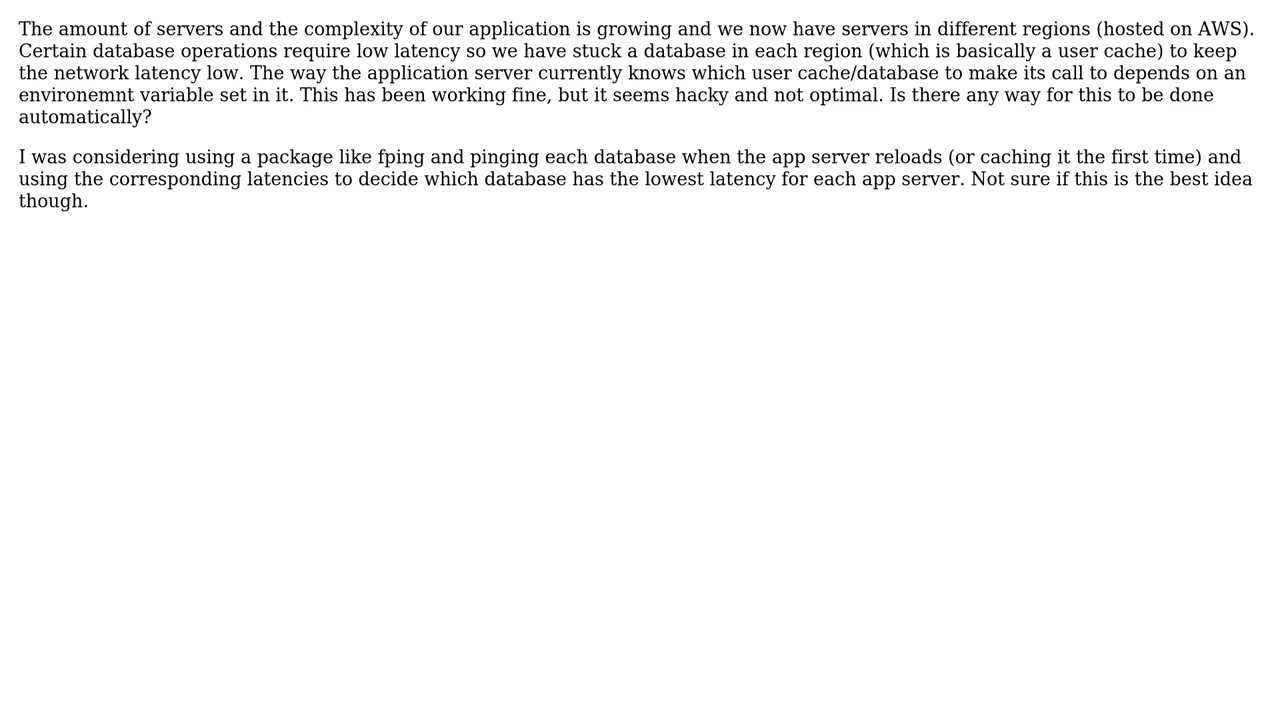 The amount of servers and the complexity of our application is growing and we now have servers in different regions (hosted on AWS).
Certain database operations require low latency so we have stuck a database in each region (which is basically a user cache) to keep
the network latency low. The way the application server currently knows which user cache/database to make its call to depends on an
environemnt variable set in it. This has been working fine, but it seems hacky and not optimal. Is there any way for this to be done
automatically?
I was considering using a package like fping and pinging each database when the app server reloads (or caching it the first time) and
using the corresponding latencies to decide which database has the lowest latency for each app server. Not sure if this is the best idea
though.